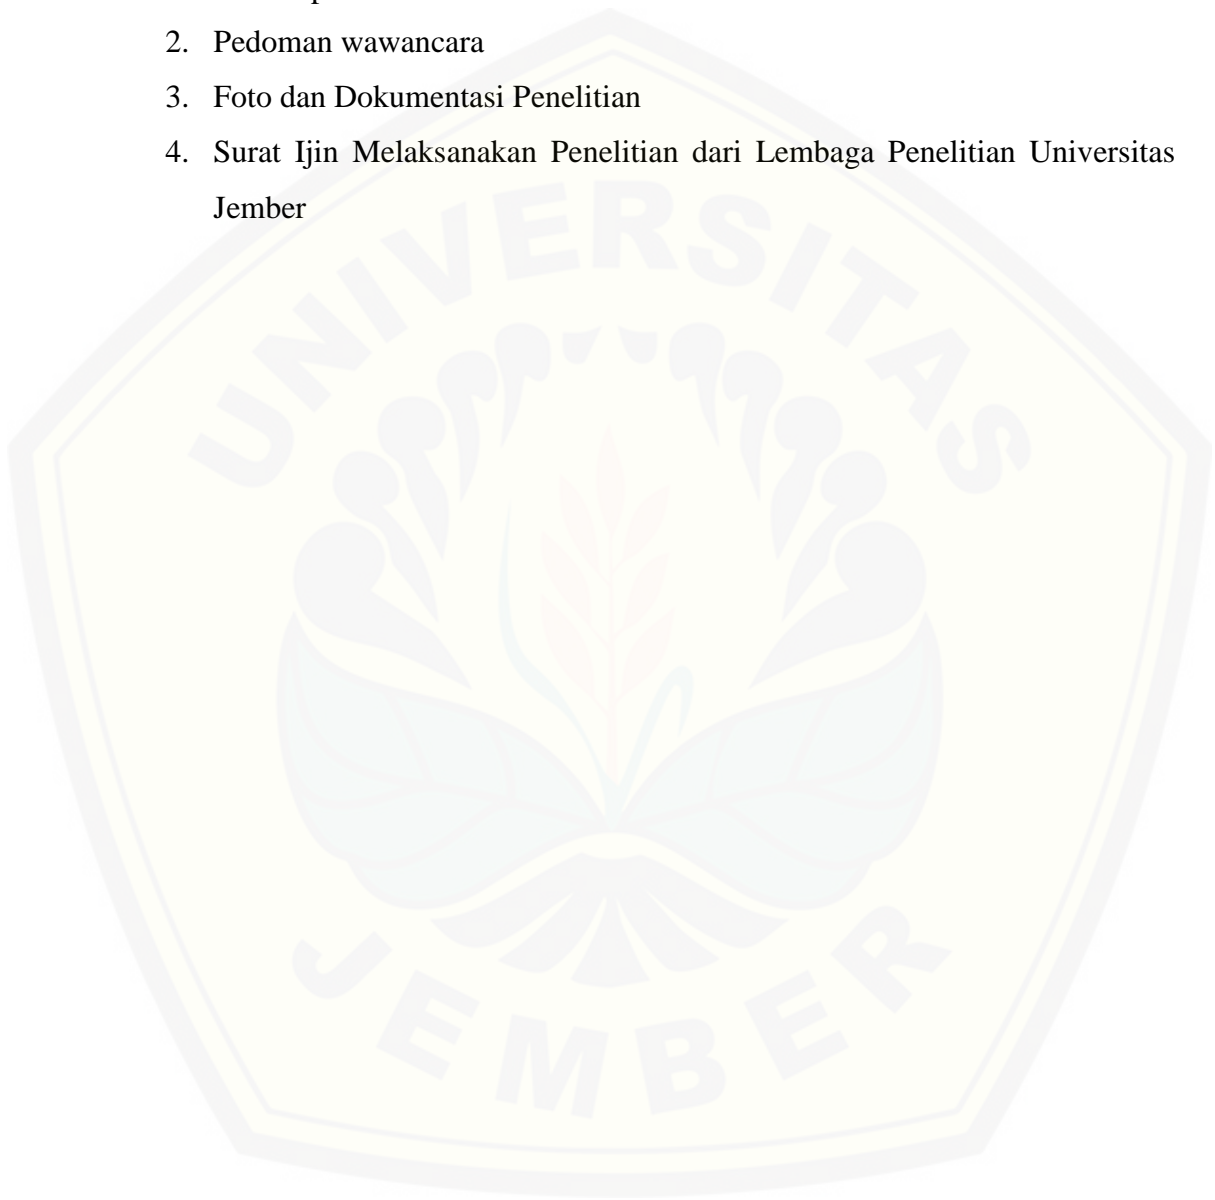 2. Pedoman wawancara
3. Foto dan Dokumentasi Penelitian
4. Surat Ijin Melaksanakan Penelitian dari Lembaga Penelitian Universitas
Jember
UNIVERSITAS
JEMBER